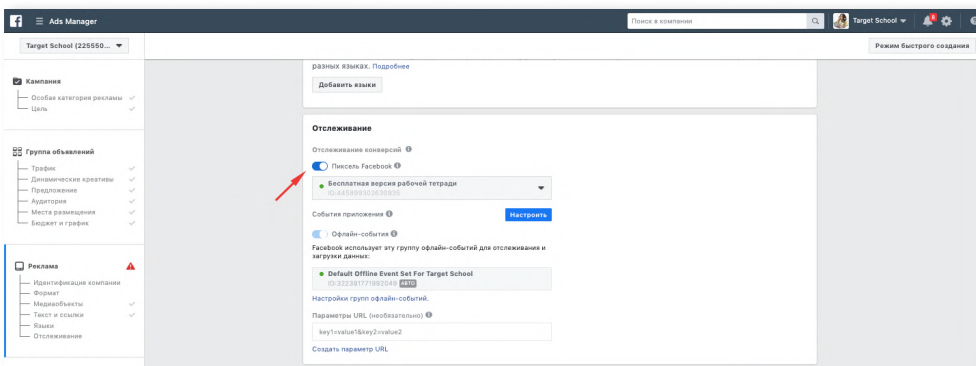 Ads Manager
Поиск в компании
Target School
Target School (225550...
Режим быстрого создания
Кампания
Особая категория рекламы
Цель
Группа объявлений
Трафик
Динамические креативы
Предложение
Аудитория
Места размещения
Бюджет и график
Реклама
Идентификация компании
Формат
Медиаобъекты
Текст и ссылки
Языки
Отслеживание
разных языках. Подробнее
Добавить языки
Отслеживание
Отслеживание конверсий
Пиксель Facebook
Бесплатная версия рабочей тетради
События приложения
Настроить
Офлайн-события
Facebook использует эту группу офлайн-событий для отслеживания и
загрузки данных:
Default Offline Event Set For Target School
ID:322381771992049 АВТО
Настройки групп офлайн-событий.
Параметры URL (необязательно)
key1=value1&key2=value2
Создать параметр URL